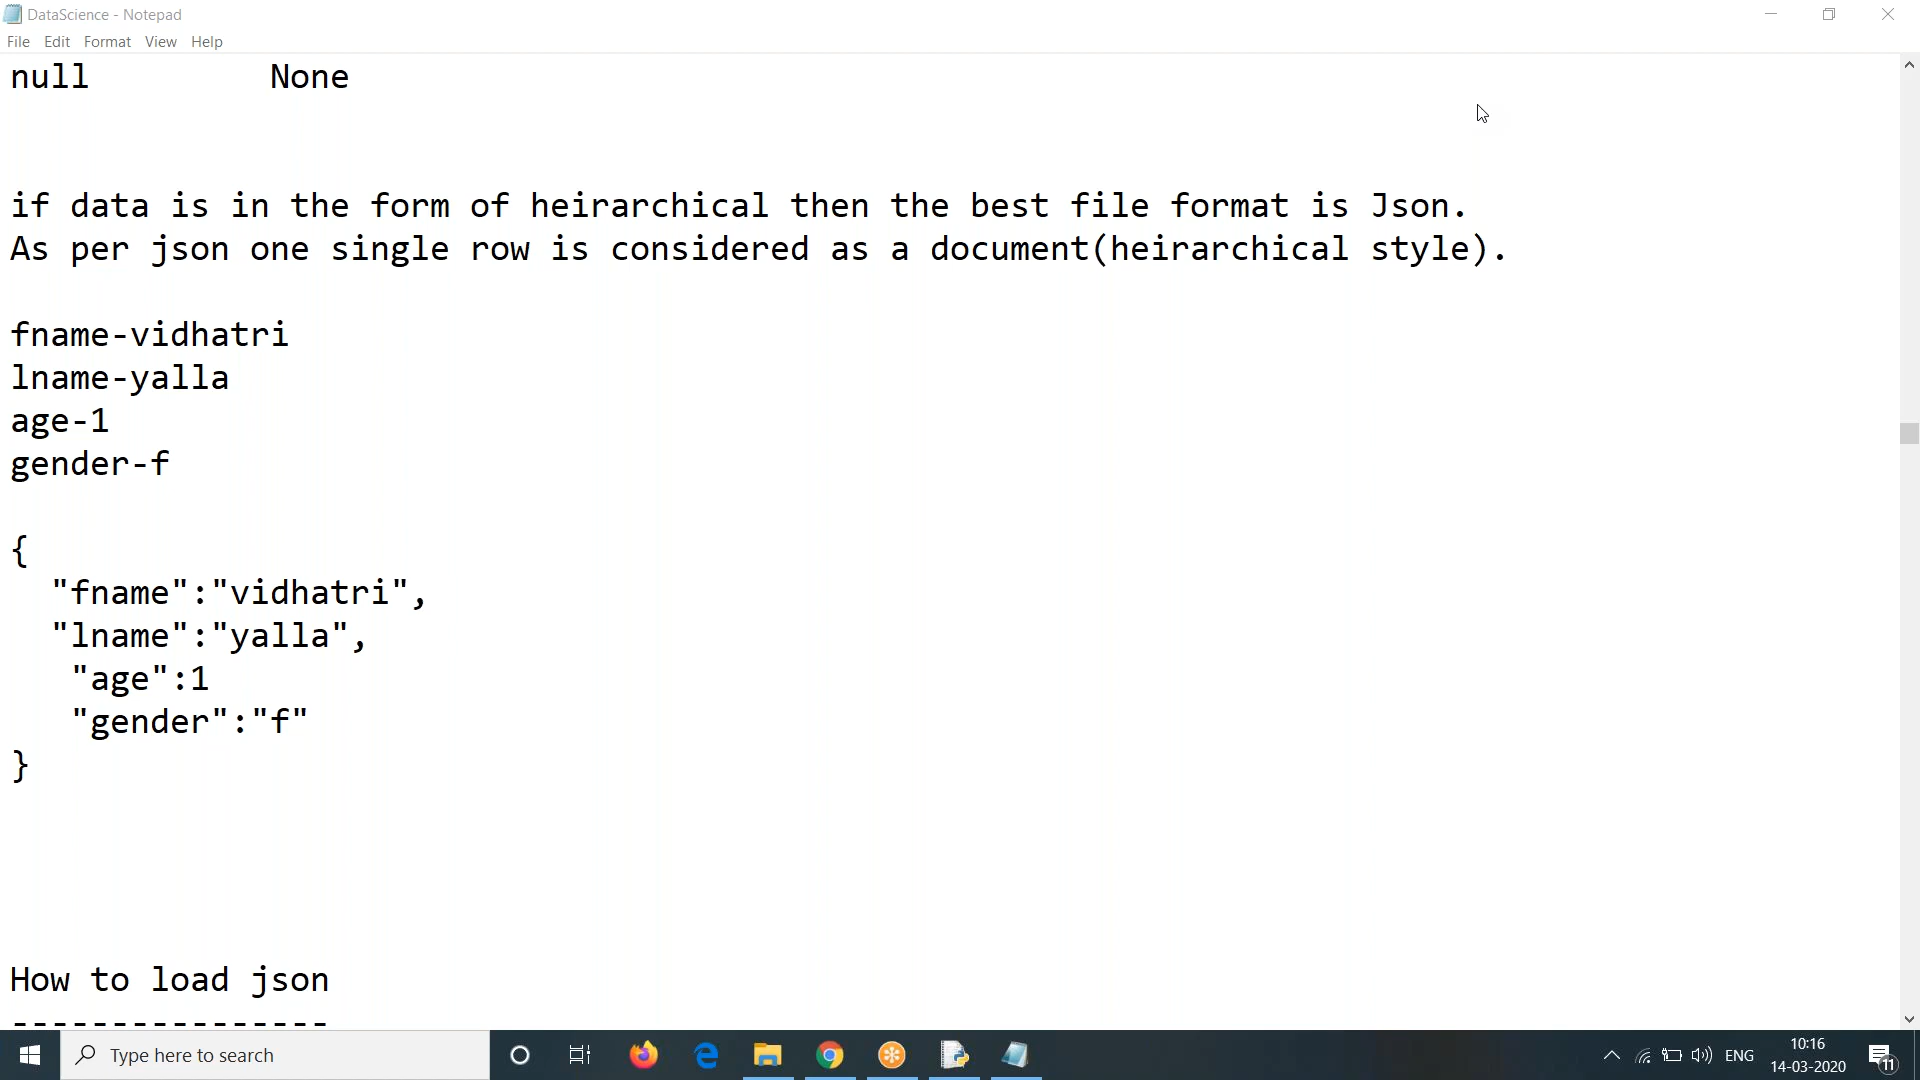 DataScience - Notepad
File Edit Format View Help
null         None
if data is in the form of heirarchical then the best file format is Json.
As per json one single row is considered as a document(heirarchical style).
fname-vidhatri
lname-yalla
age-1
gender-f
{
  "fname":"vidhatri",
  "lname":"yalla",
   "age":1
   "gender":"f"
}
How to load json
----------------
Type here to search
ENG
10:16
14-03-2020
11